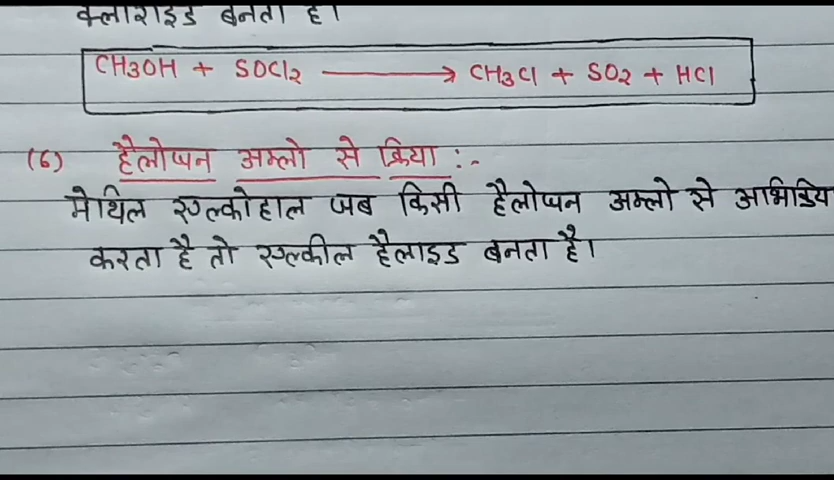 क्लोराइड बनता है।
CH3OH + SOCl2 ⟶ CH3Cl + SO2 + HCl
(6) हैलोजन अम्लो से क्रिया :-
मेथिल एल्कोहाल जब किसी हैलोजन अम्लो से अभिक्रिया
करता है तो एल्कील हैलाइड बनता है।